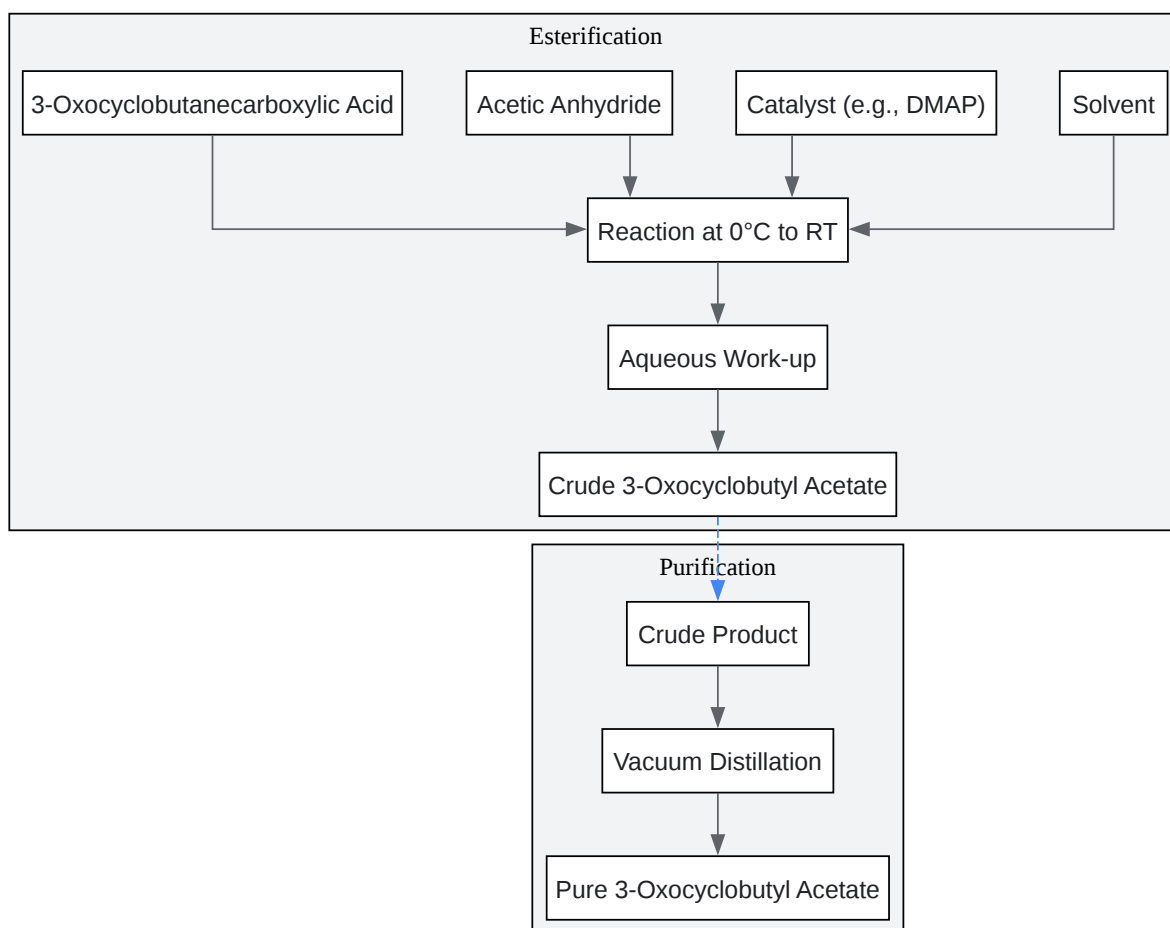 Esterification
3-Oxocyclobutanecarboxylic Acid
Acetic Anhydride
Catalyst (e.g., DMAP)
Solvent
Reaction at 0°C to RT
Aqueous Work-up
Crude 3-Oxocyclobutyl Acetate
Purification
Crude Product
Vacuum Distillation
Pure 3-Oxocyclobutyl Acetate